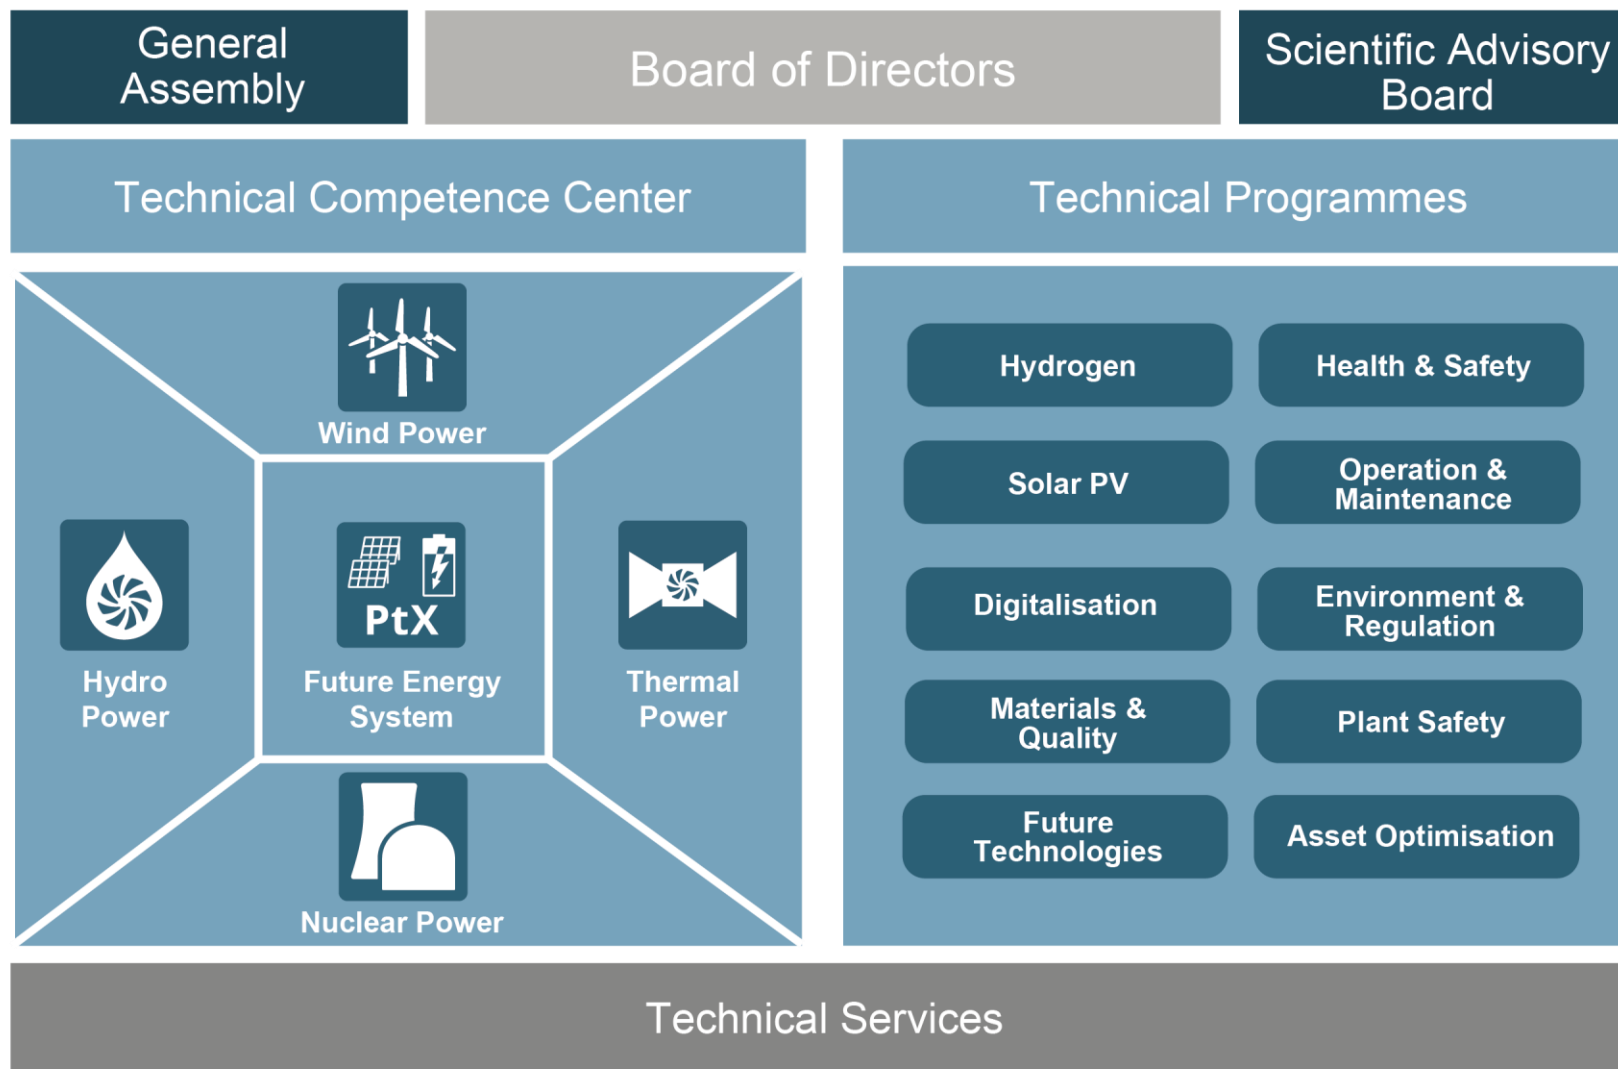 General
Assembly
Board of Directors
Scientific Advisory
Board
Technical Competence Center
Technical Programmes
Wind Power
Hydro
Power
PtX
Future Energy
System
Thermal
Power
Nuclear Power
Hydrogen
Health & Safety
Solar PV
Operation &
Maintenance
Digitalisation
Environment &
Regulation
Materials &
Quality
Plant Safety
Future
Technologies
Asset Optimisation
Technical Services